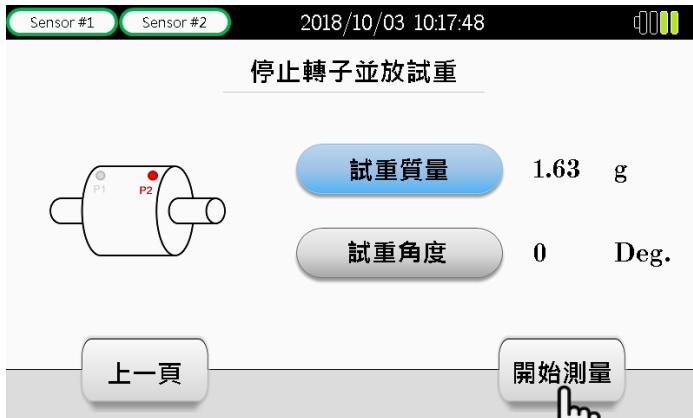 Sensor #1 Sensor #2 2018/10/03 10:17:48
停止轉子並放試重
P1 P2
試重質量 1.63 g
試重角度 0 Deg.
上一頁 開始測量